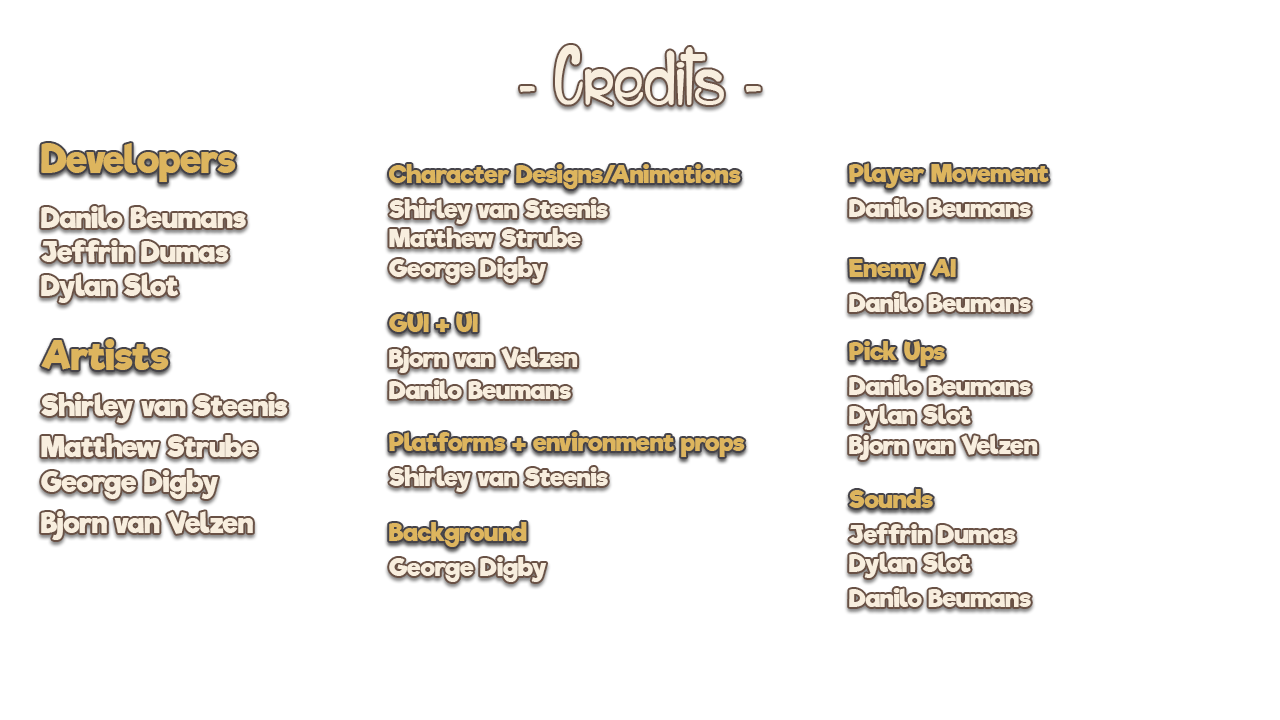 - Credits -
Developers
Danilo Beumans
Jeffrin Dumas
Dylan Slot
Artists
Shirley van Steenis
Matthew Strube
George Digby
Bjorn van Velzen
Character Designs/Animations
Shirley van Steenis
Matthew Strube
George Digby
GUI + UI
Bjorn van Velzen
Danilo Beumans
Platforms + environment props
Shirley van Steenis
Background
George Digby
Player Movement
Danilo Beumans
Enemy AI
Danilo Beumans
Pick Ups
Danilo Beumans
Dylan Slot
Bjorn van Velzen
Sounds
Jeffrin Dumas
Dylan Slot
Danilo Beumans